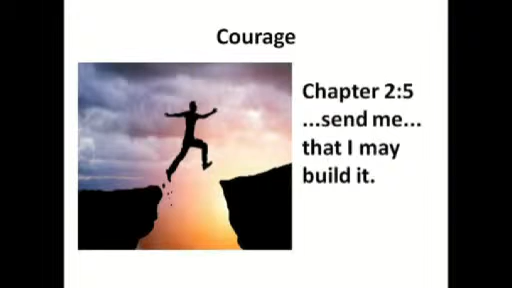 Courage
Chapter 2:5
...send me...
that I may
build it.